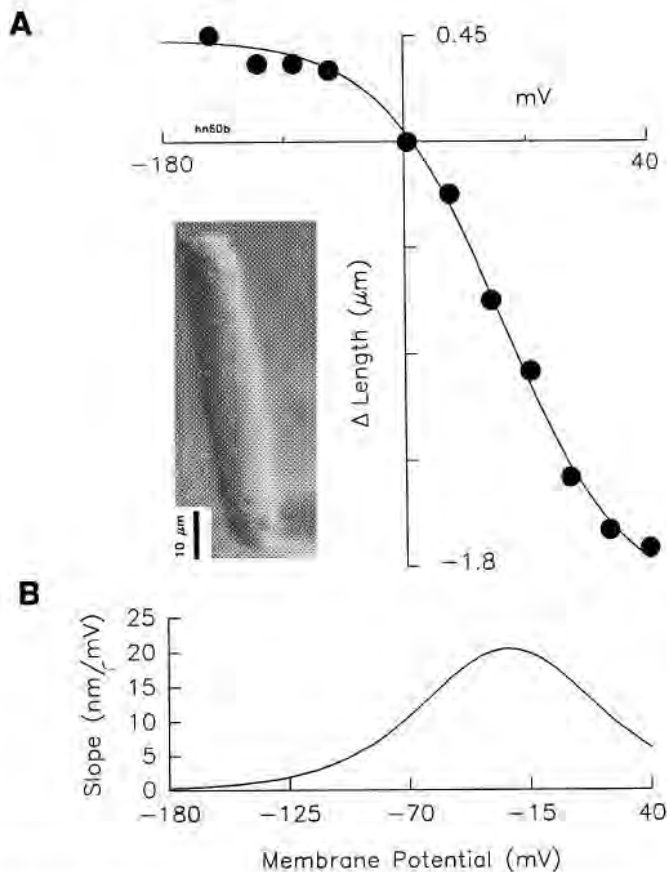 A
0.45
mV
hn60b
−180
40
Δ Length (μm)
10 μm
−1.8
B
25
20
15
10
5
0
Slope (nm/mV)
−180
−125
−70
−15
40
Membrane Potential (mV)